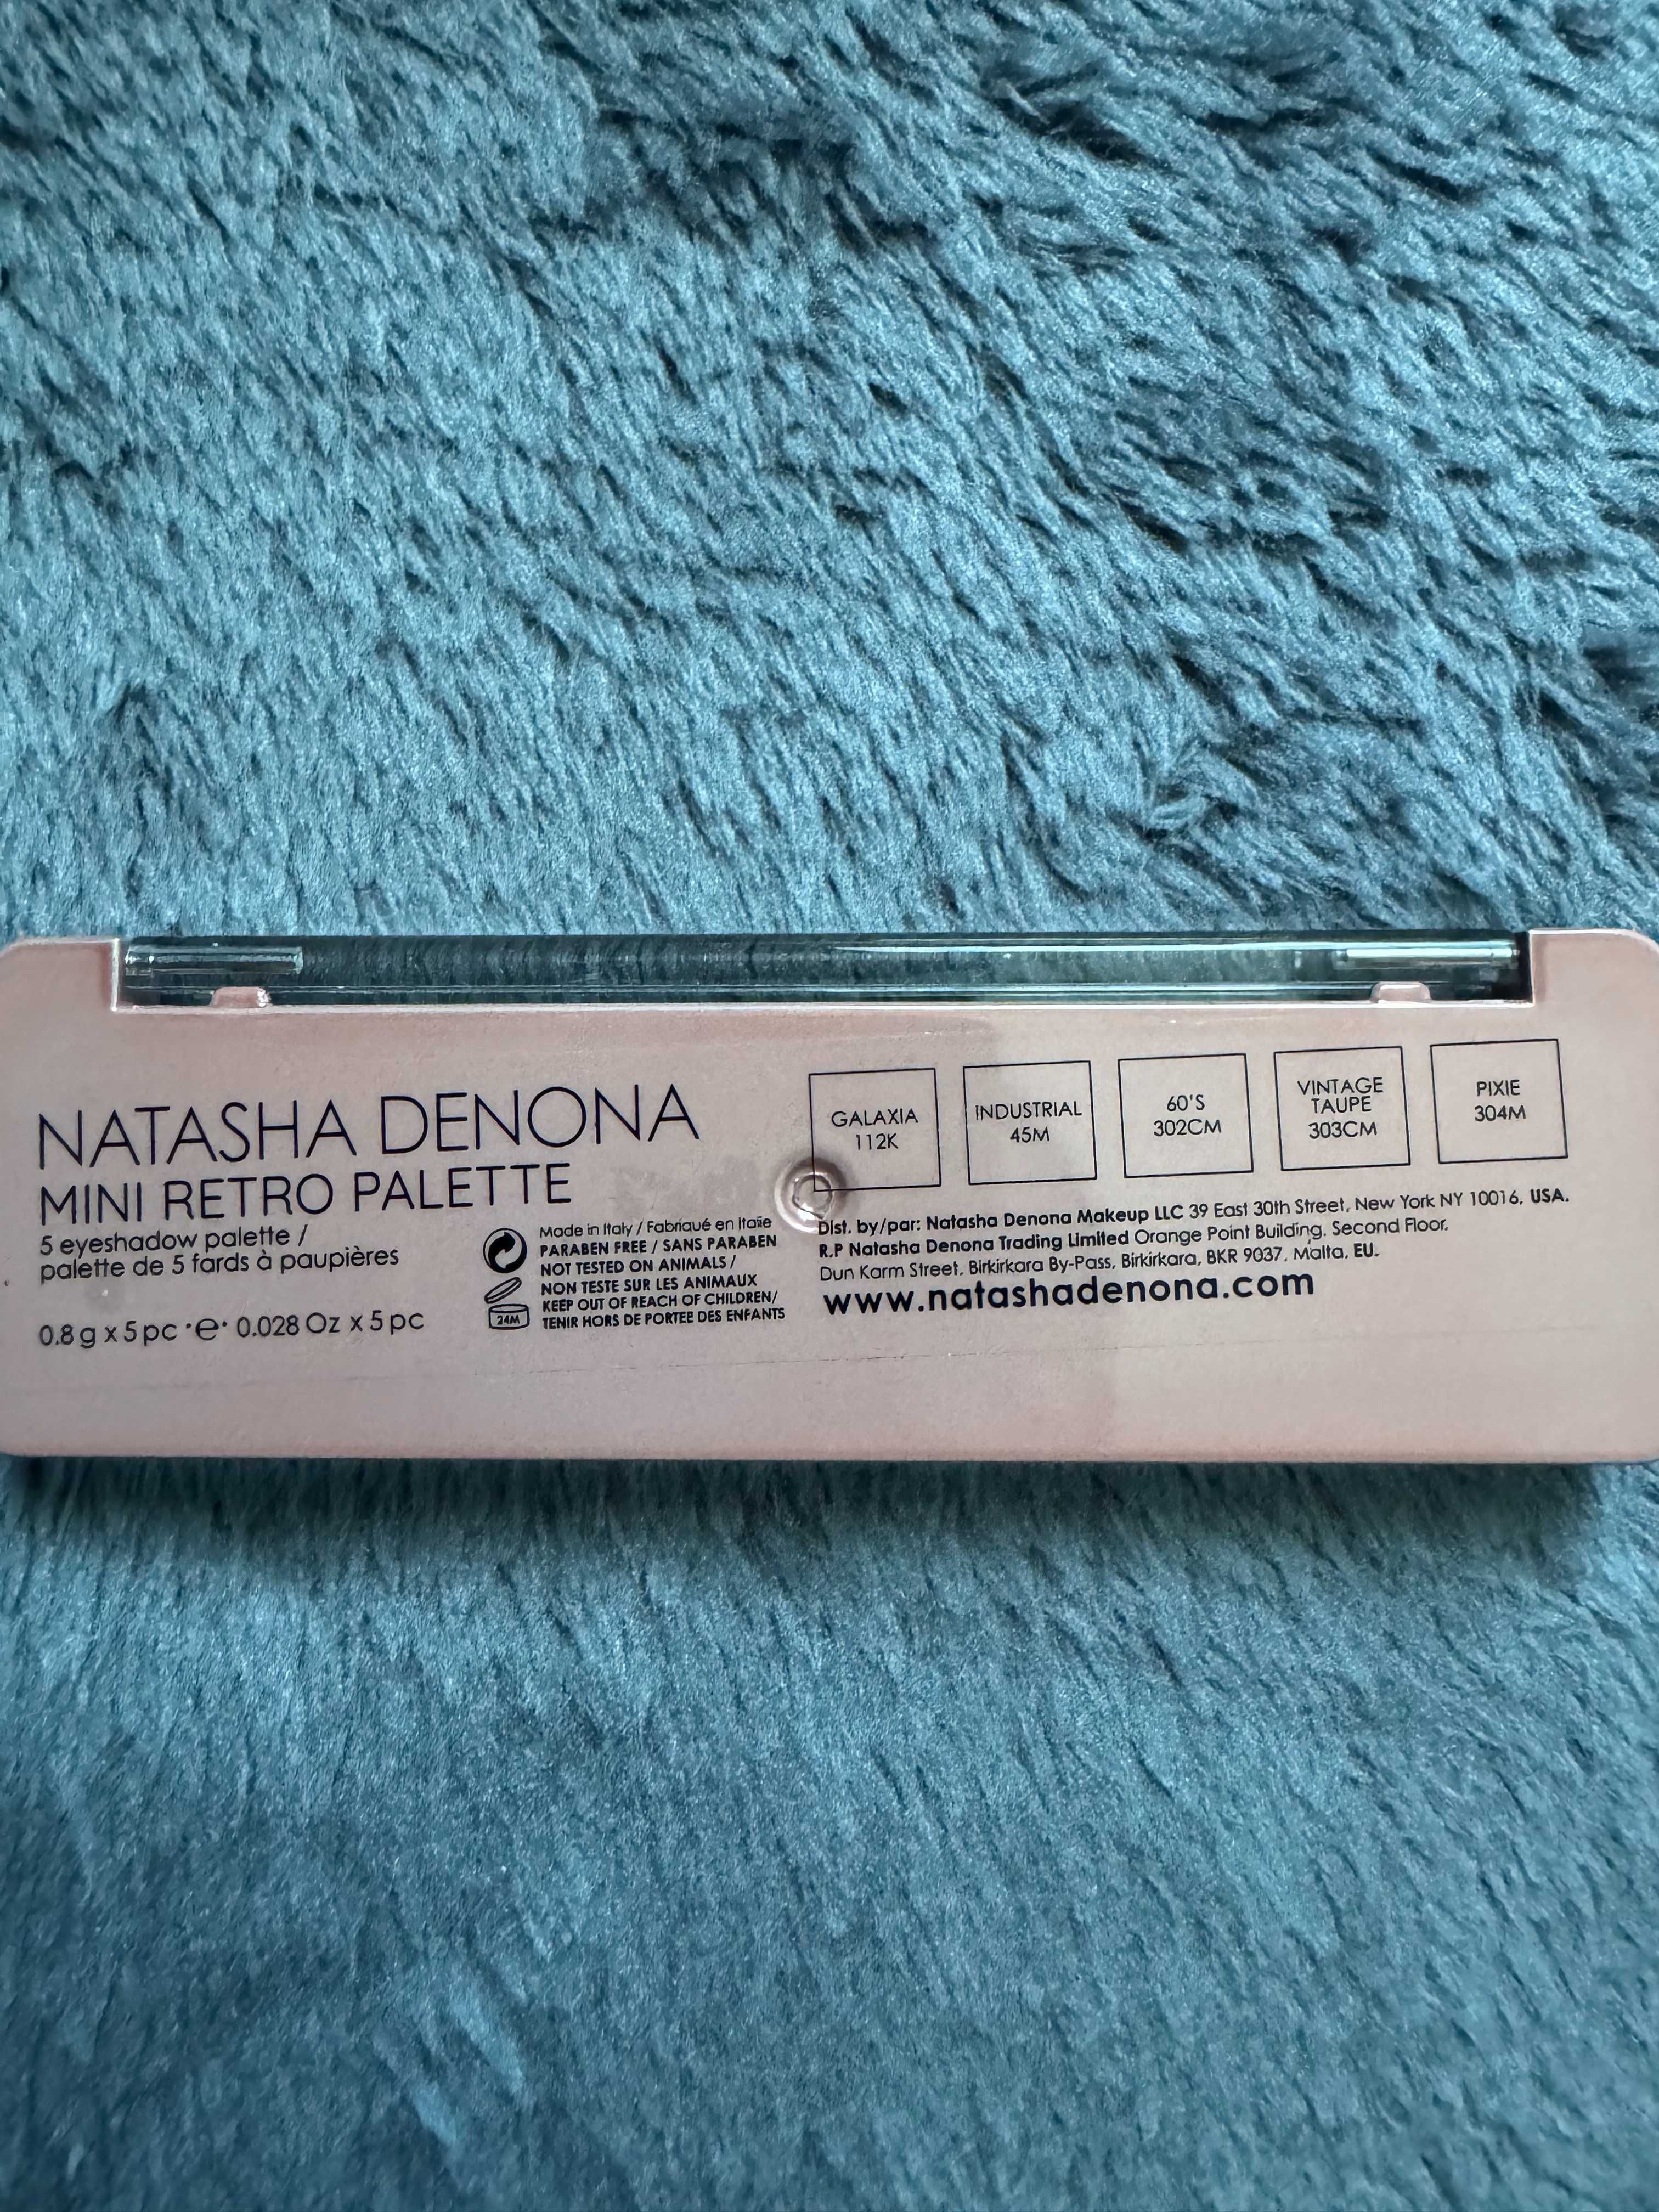 NATASHA DENONA
MINI RETRO PALETTE
5 eyeshadow palette /
palette de 5 fards à paupières
0.8 g x 5 pc ·e· 0.028 Oz x 5 pc
Made in Italy / Fabriqué en Italie
PARABEN FREE / SANS PARABEN
NOT TESTED ON ANIMALS /
NON TESTE SUR LES ANIMAUX
KEEP OUT OF REACH OF CHILDREN/
TENIR HORS DE PORTEE DES ENFANTS
24M
GALAXIA
112K
INDUSTRIAL
45M
60'S
302CM
VINTAGE
TAUPE
303CM
PIXIE
304M
Dist. by/par: Natasha Denona Makeup LLC 39 East 30th Street, New York NY 10016, USA.
R.P Natasha Denona Trading Limited Orange Point Building, Second Floor,
Dun Karm Street, Birkirkara By-Pass, Birkirkara, BKR 9037, Malta, EU.
www.natashadenona.com